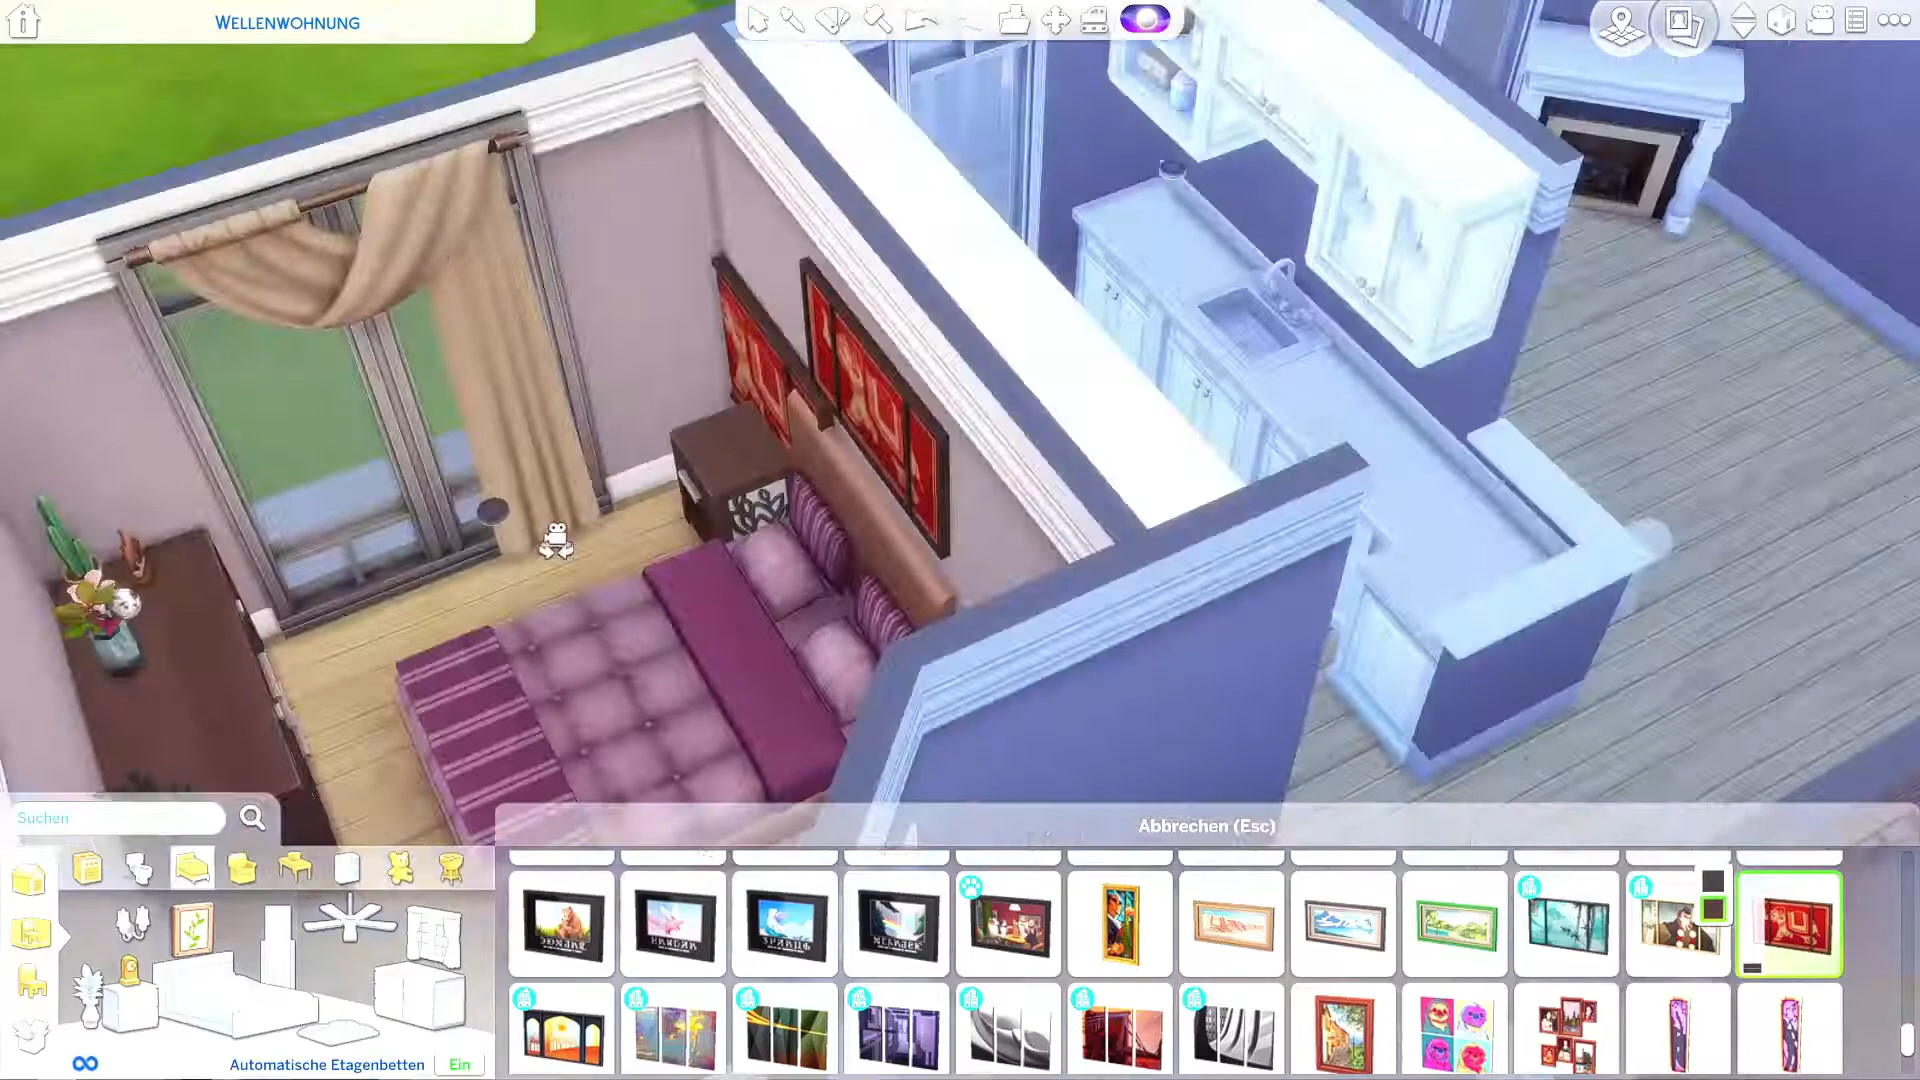 WELLENWOHNUNG
Suchen
Abbrechen (Esc)
Automatische Etagenbetten
Ein